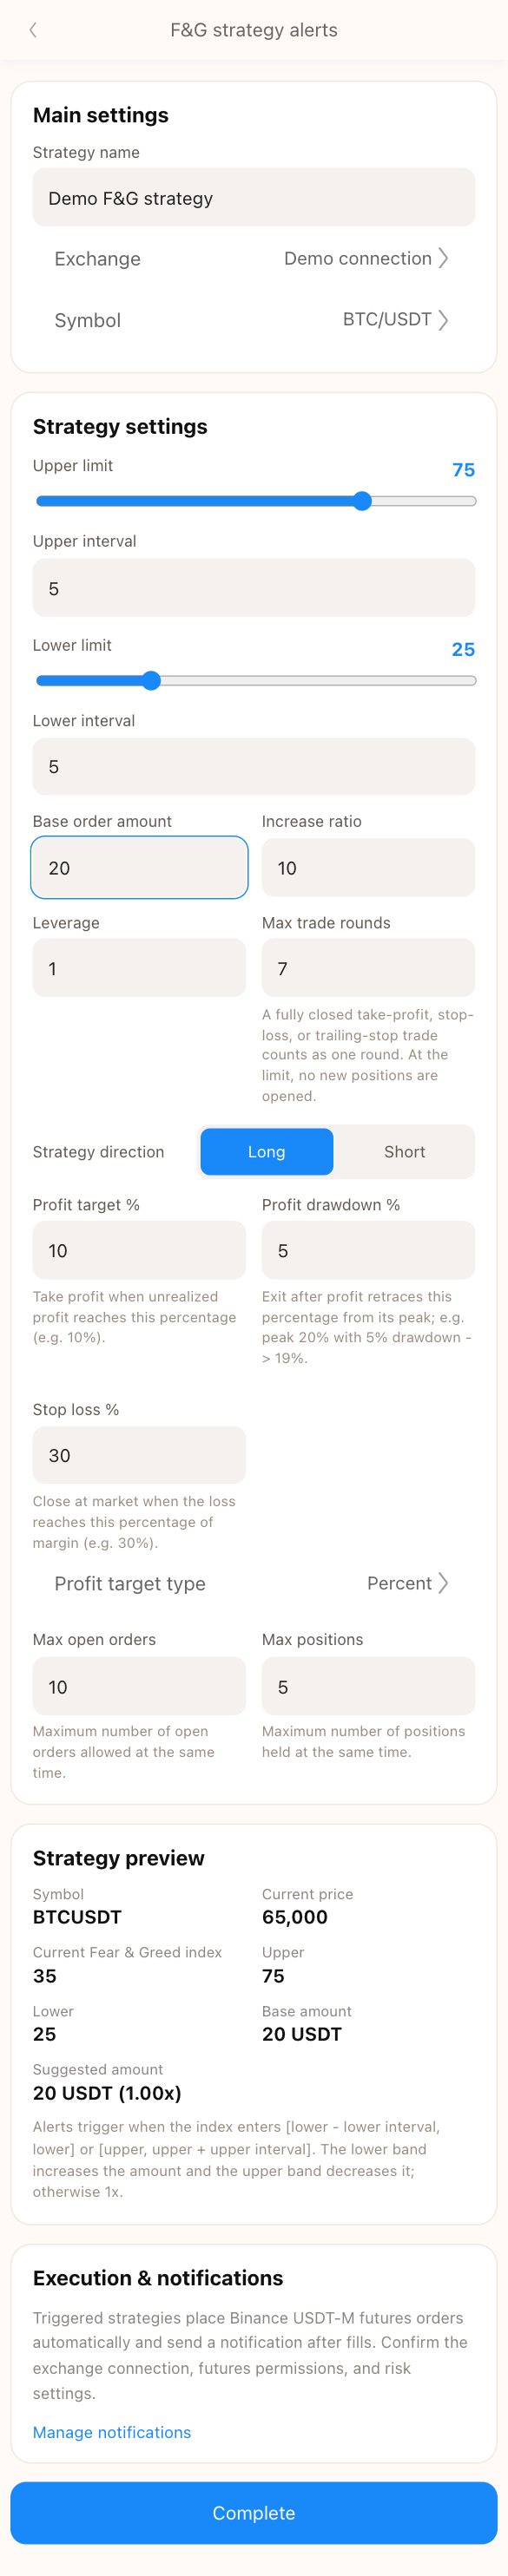 F&G strategy alerts
Main settings
Strategy name
Demo F&G strategy
Exchange
Demo connection
Symbol
BTC/USDT
Strategy settings
Upper limit
75
Upper interval
5
Lower limit
25
Lower interval
5
Base order amount
Increase ratio
20
10
Leverage
Max trade rounds
1
7
A fully closed take-profit, stop-
loss, or trailing-stop trade
counts as one round. At the
limit, no new positions are
opened.
Strategy direction
Long
Short
Profit target %
Profit drawdown %
10
5
Take profit when unrealized
profit reaches this percentage
(e.g. 10%).
Exit after profit retraces this
percentage from its peak; e.g.
peak 20% with 5% drawdown -
> 19%.
Stop loss %
30
Close at market when the loss
reaches this percentage of
margin (e.g. 30%).
Profit target type
Percent
Max open orders
Max positions
10
5
Maximum number of open
orders allowed at the same
time.
Maximum number of positions
held at the same time.
Strategy preview
Symbol
Current price
BTCUSDT
65,000
Current Fear & Greed index
Upper
35
75
Lower
Base amount
25
20 USDT
Suggested amount
20 USDT (1.00x)
Alerts trigger when the index enters [lower - lower interval,
lower] or [upper, upper + upper interval]. The lower band
increases the amount and the upper band decreases it;
otherwise 1x.
Execution & notifications
Triggered strategies place Binance USDT-M futures orders
automatically and send a notification after fills. Confirm the
exchange connection, futures permissions, and risk
settings.
Manage notifications
Complete